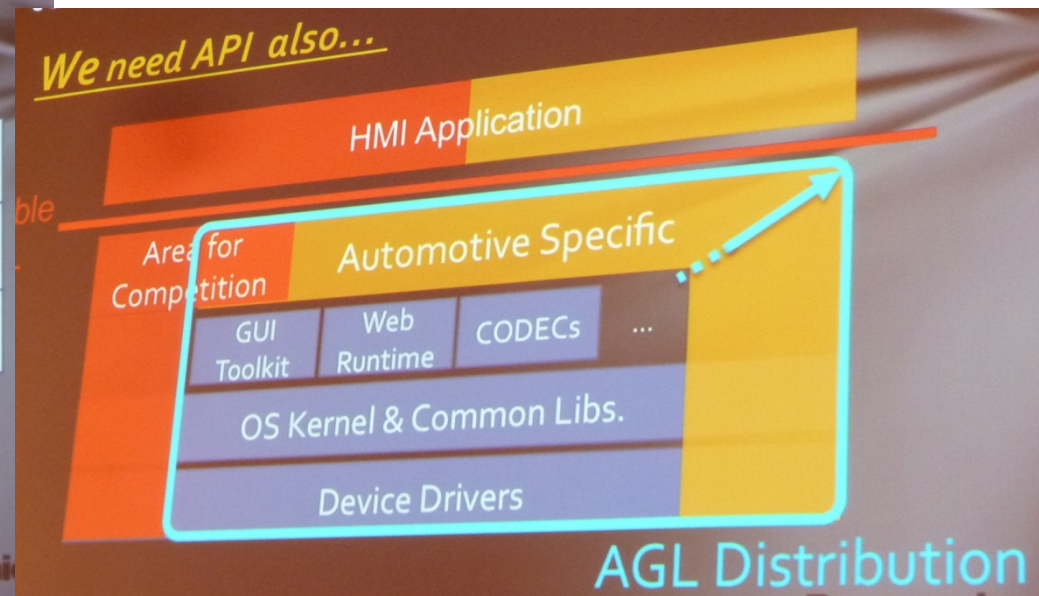 We need API also...
HMI Application
ble
Area for
Competition
Automotive Specific
GUI
Toolkit
Web
Runtime
CODECs
...
OS Kernel & Common Libs.
Device Drivers
AGL Distribution